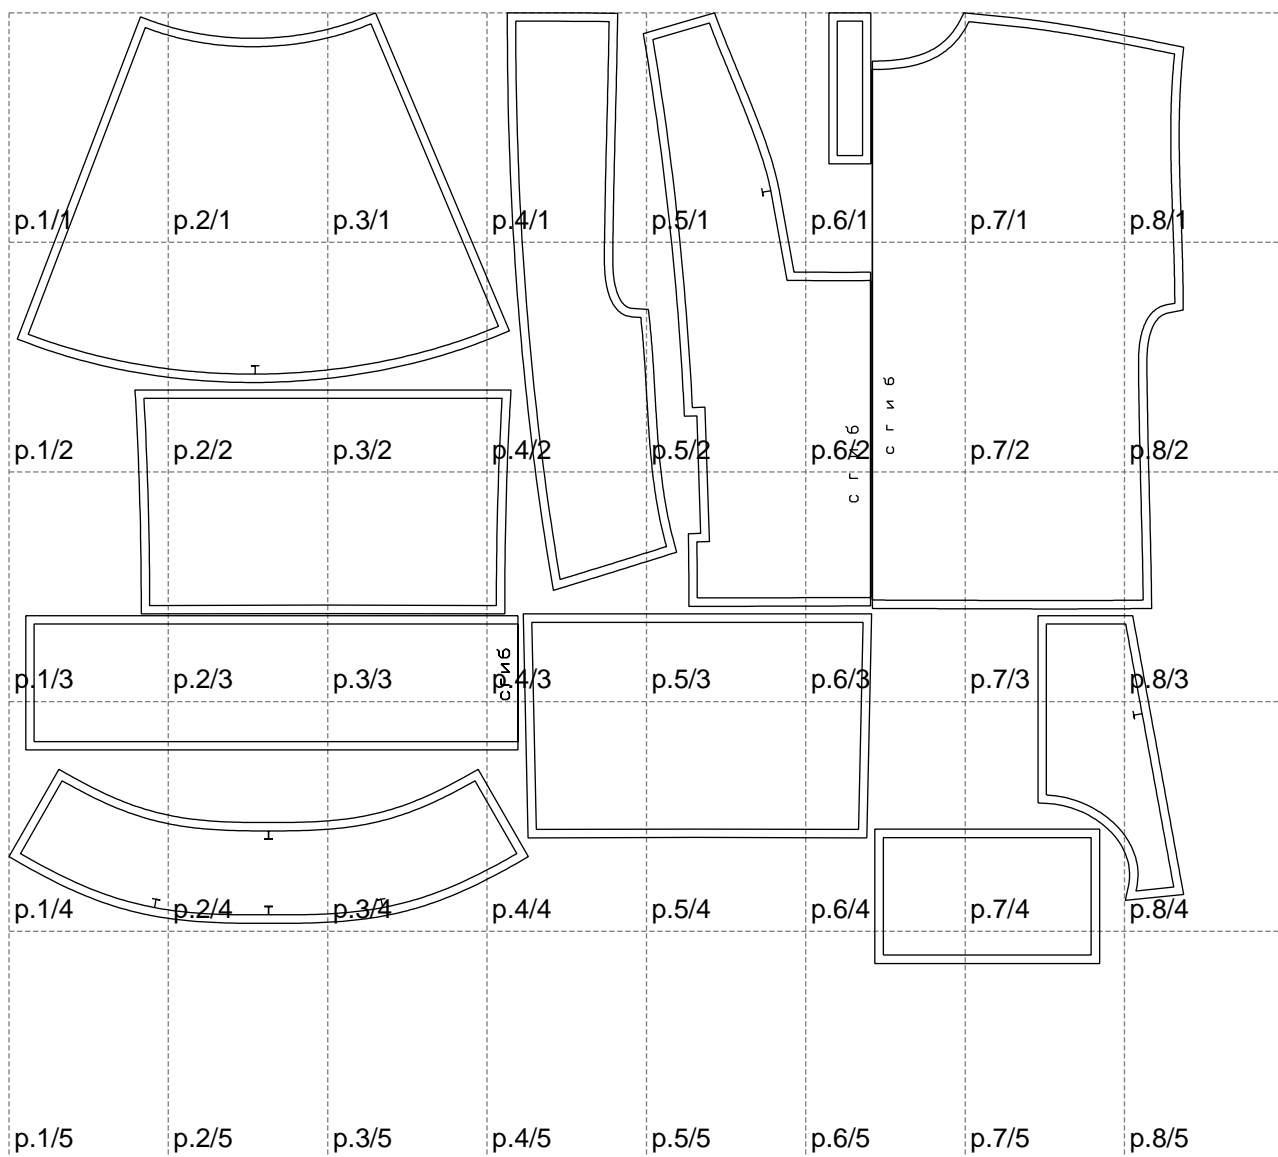 p.1/1 p.2/1 p.3/1 p.4/1 p.5/1 p.6/1 p.7/1 p.8/1
сгиб
сгиб
p.1/2 p.2/2 p.3/2 p.4/2 p.5/2 p.6/2 p.7/2 p.8/2
сгиб
p.1/3 p.2/3 p.3/3 p.4/3 p.5/3 p.6/3 p.7/3 p.8/3
p.1/4 p.2/4 p.3/4 p.4/4 p.5/4 p.6/4 p.7/4 p.8/4
p.1/5 p.2/5 p.3/5 p.4/5 p.5/5 p.6/5 p.7/5 p.8/5